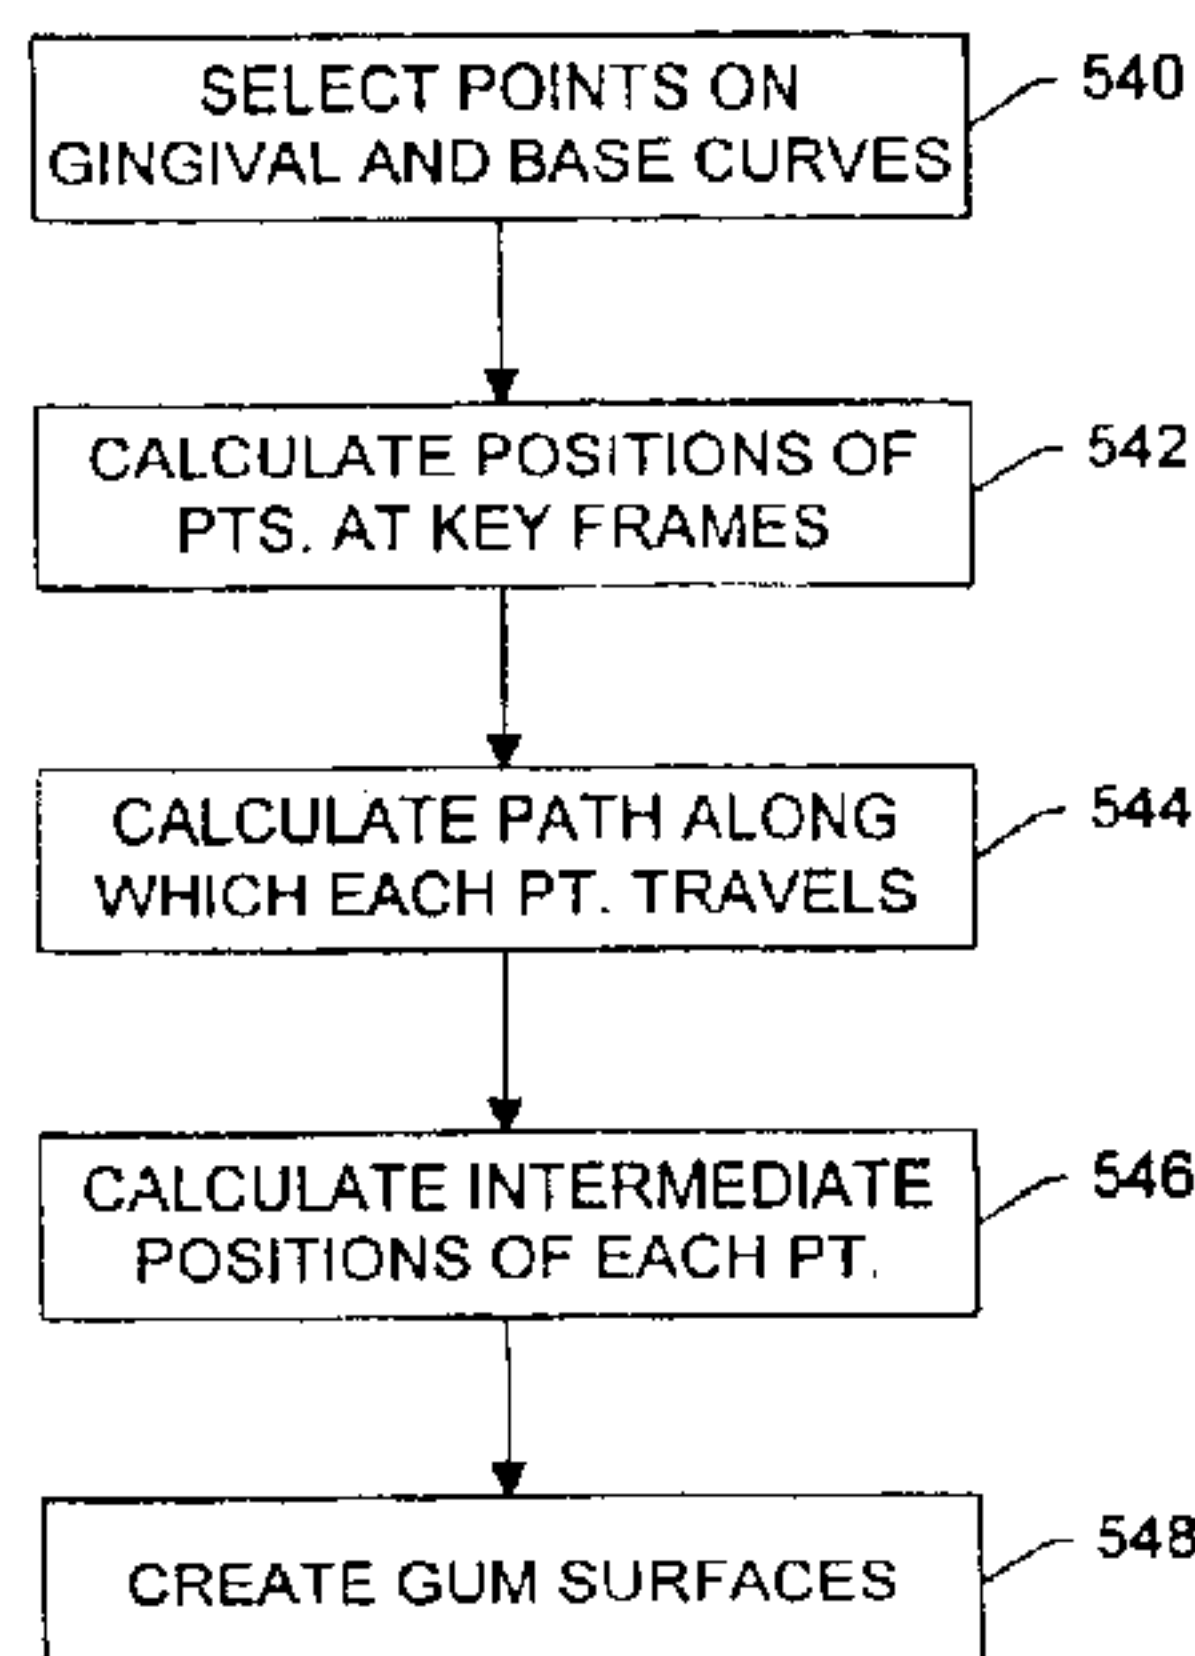 SELECT POINTS ON
GINGIVAL AND BASE CURVES
540
CALCULATE POSITIONS OF
PTS. AT KEY FRAMES
542
CALCULATE PATH ALONG
WHICH EACH PT. TRAVELS
544
CALCULATE INTERMEDIATE
POSITIONS OF EACH PT.
546
CREATE GUM SURFACES
548